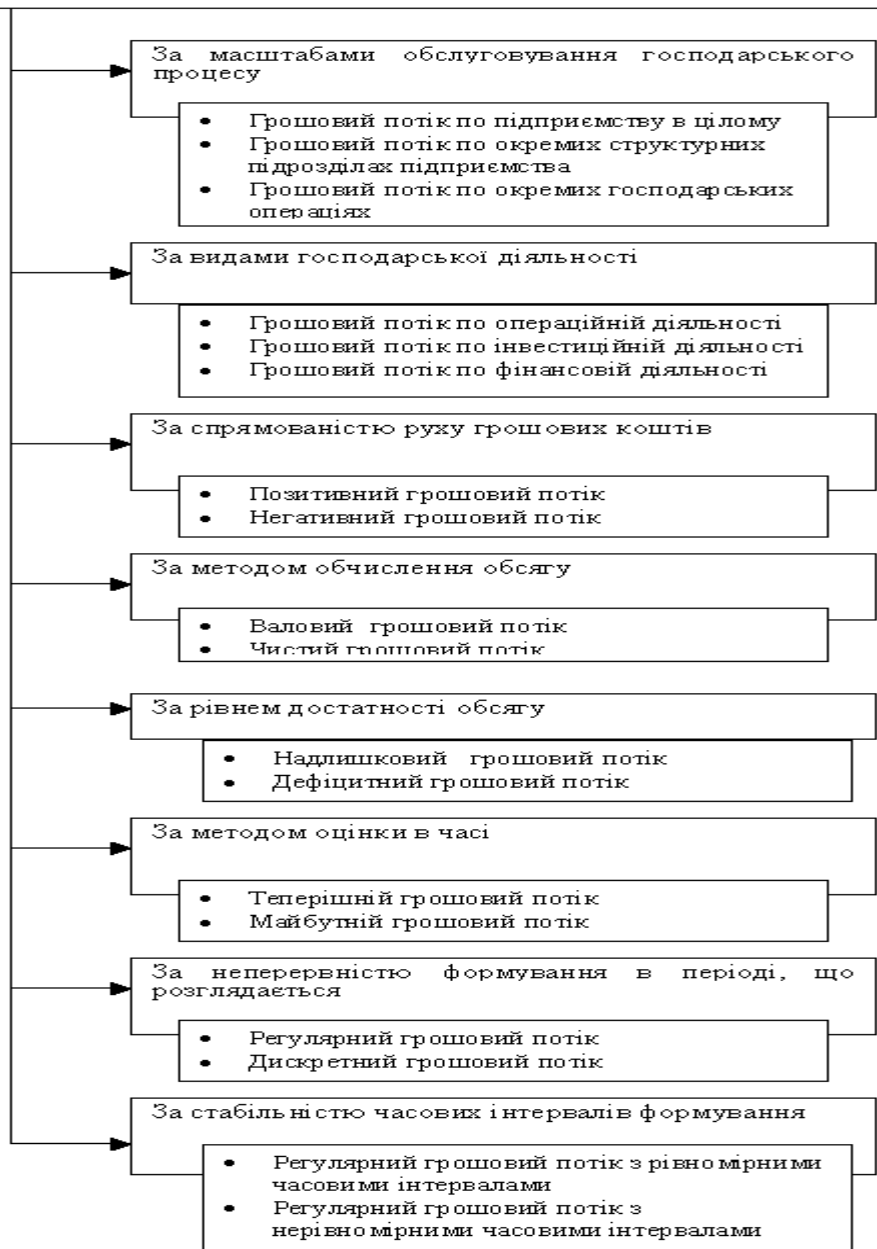 За масштабами обслуговування господарського
процесу
• Грошовий потік по підприємству в цілому
• Грошовий потік по окремих структурних
підрозділах підприємства
• Грошовий потік по окремих господарських
операціях
За видами господарської діяльності
• Грошовий потік по операційній діяльності
• Грошовий потік по інвестиційній діяльності
• Грошовий потік по фінансовій діяльності
За спрямованістю руху грошових коштів
• Позитивний грошовий потік
• Негативний грошовий потік
За методом обчислення обсягу
• Валовий грошовий потік
• Чистий грошовий потік
За рівнем достатності обсягу
• Надлишковий грошовий потік
• Дефіцитний грошовий потік
За методом оцінки в часі
• Теперішній грошовий потік
• Майбутній грошовий потік
За неперервністю формування в періоді, що
розглядається
• Регулярний грошовий потік
• Дискретний грошовий потік
За стабільністю часових інтервалів формування
• Регулярний грошовий потік з рівномірними
часовими інтервалами
• Регулярний грошовий потік з
нерівномірними часовими інтервалами